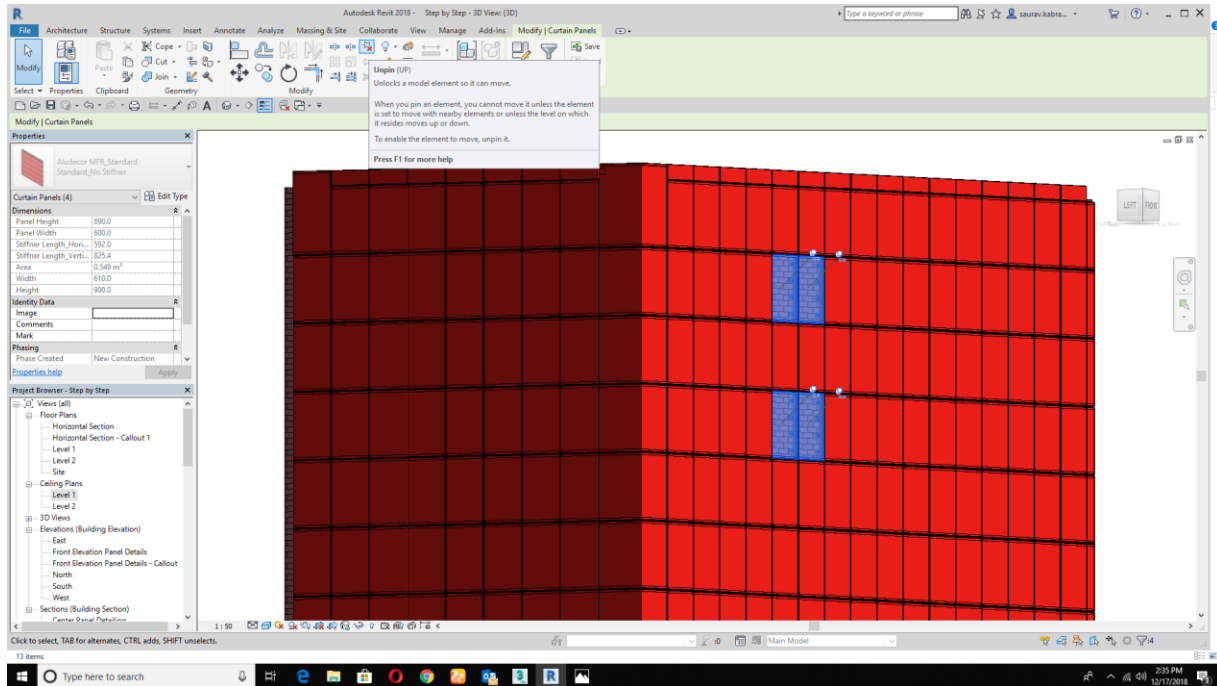 Autodesk Revit 2018 - Step by Step - 3D View: {3D}
Type a keyword or phrase
saurav.kabra...
File Architecture Structure Systems Insert Annotate Analyze Massing & Site Collaborate View Manage Add-Ins Modify | Curtain Panels
Modify
Paste
Cope
Cut
Join
Save
Select Properties Clipboard Geometry Modify
Unpin (UP)
Unlocks a model element so it can move.
When you pin an element, you cannot move it unless the element
is set to move with nearby elements or unless the level on which
it resides moves up or down.
To enable the element to move, unpin it.
Press F1 for more help
Modify | Curtain Panels
Properties
Aludecor MFR_Standard
Standard_No Stiffner
Curtain Panels (4) Edit Type
Dimensions
Panel Height 890.0
Panel Width 600.0
Stiffner Length_Hori... 592.0
Stiffner Length_Verti... 825.4
Area 0.549 m²
Width 610.0
Height 900.0
Identity Data
Image
Comments
Mark
Phasing
Phase Created New Construction
Properties help Apply
Project Browser - Step by Step
Views (all)
Floor Plans
Horizontal Section
Horizontal Section - Callout 1
Level 1
Level 2
Site
Ceiling Plans
Level 1
Level 2
3D Views
Elevations (Building Elevation)
East
Front Elevation Panel Details
Front Elevation Panel Details - Callout
North
South
West
Sections (Building Section)
Center Panel Detailing
LEFT
1 : 50
Click to select, TAB for alternates, CTRL adds, SHIFT unselects.
:0
Main Model
:4
13 items
Type here to search
2:35 PM
12/17/2018